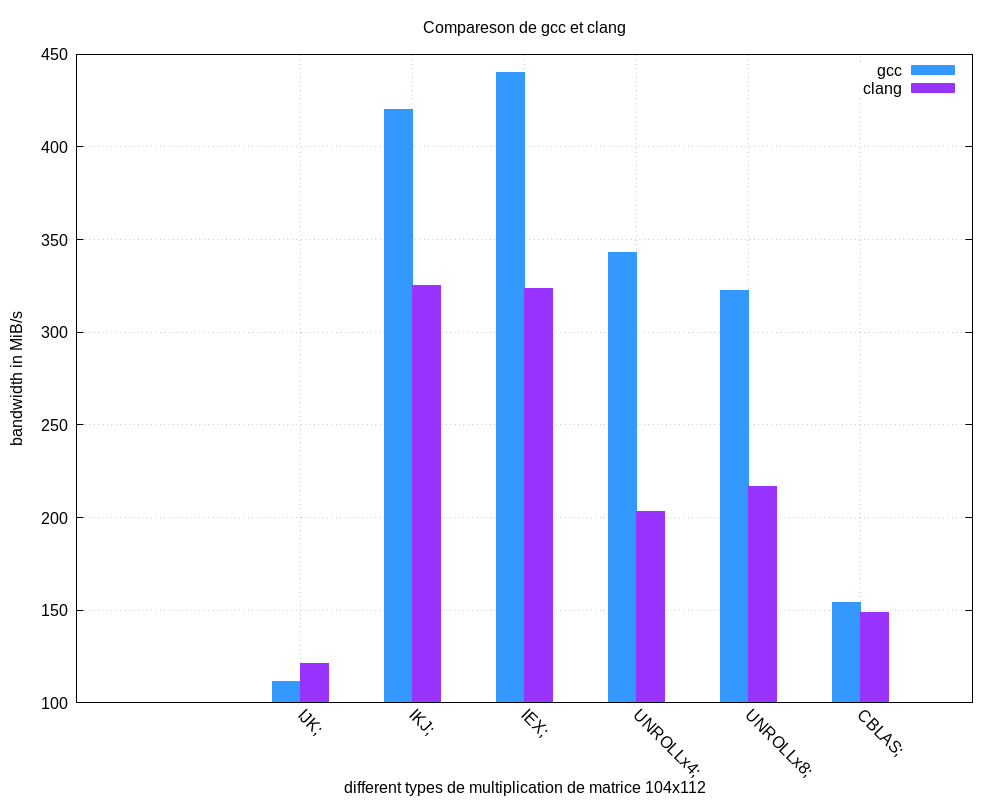 Compareson de gcc et clang
gcc
clang
450
400
350
300
250
200
150
100
bandwidth in MiB/s
IJK;
IKJ;
IEX;
UNROLLx4;
UNROLLx8;
CBLAS;
different types de multiplication de matrice 104x112